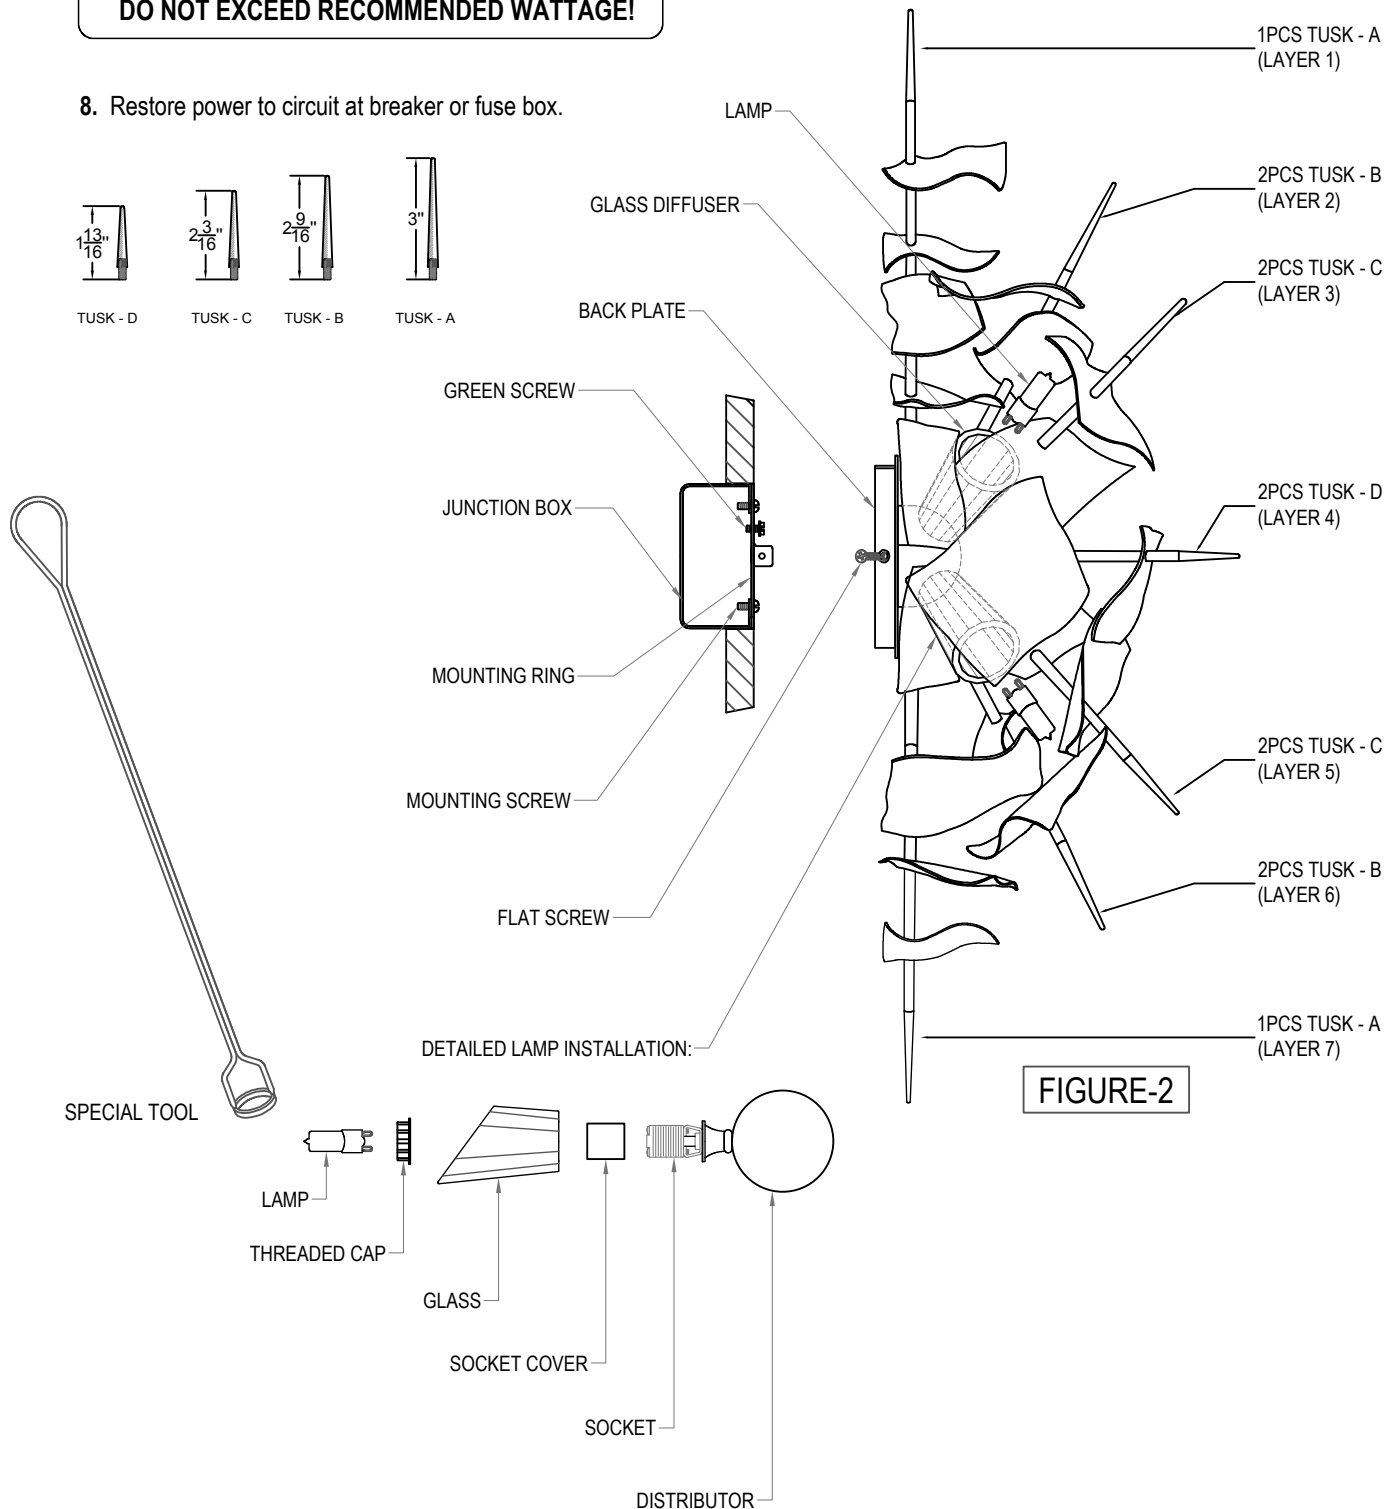 DO NOT EXCEED RECOMMENDED WATTAGE!
8. Restore power to circuit at breaker or fuse box.
1 13/16"
2 3/16"
2 9/16"
3"
TUSK - D
TUSK - C
TUSK - B
TUSK - A
LAMP
GLASS DIFFUSER
BACK PLATE
GREEN SCREW
JUNCTION BOX
MOUNTING RING
MOUNTING SCREW
FLAT SCREW
DETAILED LAMP INSTALLATION:
1PCS TUSK - A
(LAYER 1)
2PCS TUSK - B
(LAYER 2)
2PCS TUSK - C
(LAYER 3)
2PCS TUSK - D
(LAYER 4)
2PCS TUSK - C
(LAYER 5)
2PCS TUSK - B
(LAYER 6)
1PCS TUSK - A
(LAYER 7)
FIGURE-2
SPECIAL TOOL
LAMP
THREADED CAP
GLASS
SOCKET COVER
SOCKET
DISTRIBUTOR